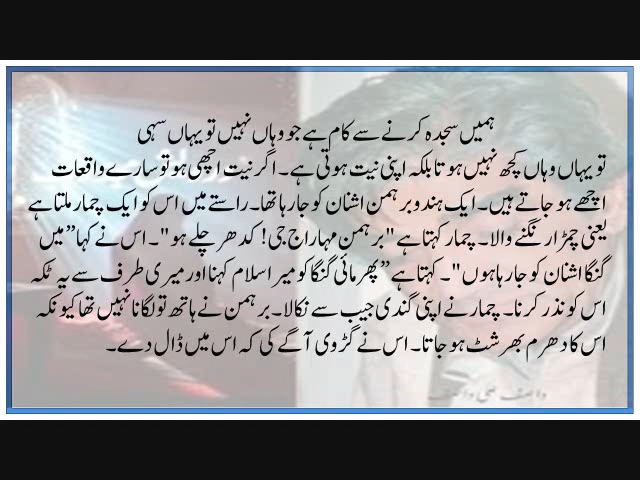 ہمیں سجدہ کرنے سے کام ہے جو وہاں نہیں تو یہاں سہی
تو یہاں وہاں کچھ نہیں ہوتا بلکہ اپنی نیت ہوتی ہے۔ اگر نیت اچھی ہو تو سارے واقعات
اچھے ہو جاتے ہیں۔ ایک ہندو برہمن اشنان کو جا رہا تھا۔ راستے میں اس کو ایک چمار ملتا ہے
یعنی چمڑا رنگنے والا۔ چمار کہتا ہے "برہمن مہاراج جی! کدھر چلے ہو"۔ اس نے کہا ”میں
گنگا اشنان کو جا رہا ہوں"۔ کہتا ہے ”پھر مائی گنگا کو میرا سلام کہنا اور میری طرف سے یہ ٹکہ
اس کو نذر کرنا۔ چمار نے اپنی گندی جیب سے نکالا۔ برہمن نے ہاتھ تو لگانا نہیں تھا کیونکہ
اس کا دھرم بھرشٹ ہو جاتا۔ اس نے گڑوی آگے کی کہ اس میں ڈال دے۔
واصف علی واصف